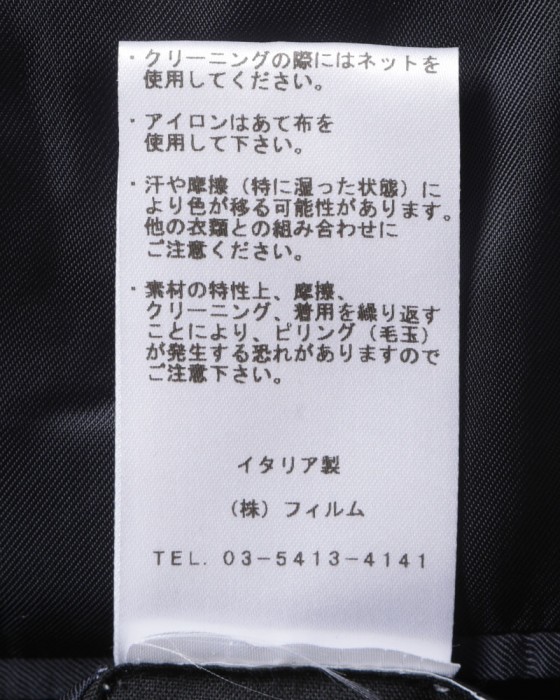 ・クリーニングの際にはネットを
使用してください。
・アイロンはあて布を
使用して下さい。
・汗や摩擦（特に湿った状態）に
より色が移る可能性があります。
他の衣類との組み合わせに
ご注意ください。
・素材の特性上、摩擦、
クリーニング、着用を繰り返す
ことにより、ピリング（毛玉）
が発生する恐れがありますので
ご注意下さい。
イタリア製
（株）フィルム
TEL. 03-5413-4141